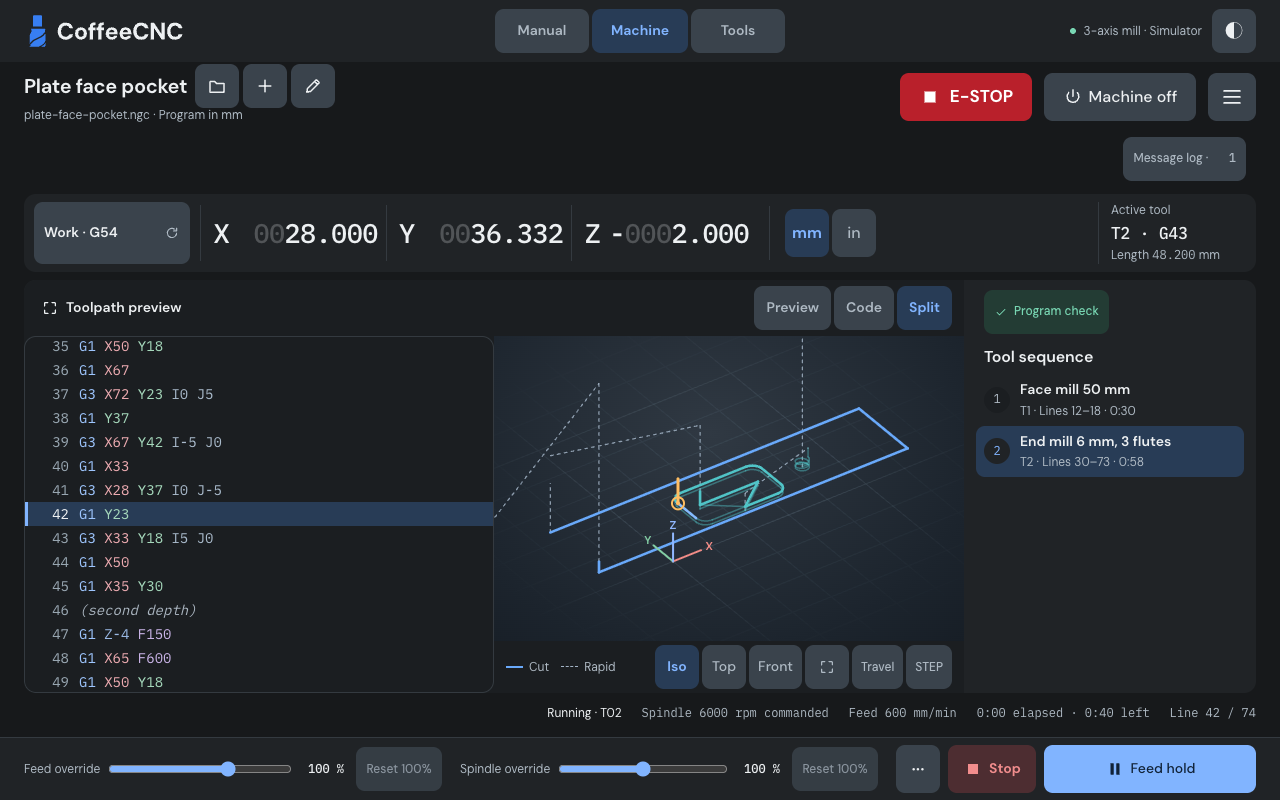 CoffeeCNC
Manual Machine Tools
3-axis mill · Simulator
Plate face pocket
plate-face-pocket.ngc · Program in mm
E-STOP
Machine off
Message log · 1
Work · G54
X 0028.000
Y 0036.332
Z -0002.000
mm in
Active tool
T2 · G43
Length 48.200 mm
Toolpath preview
Preview Code Split
35 G1 X50 Y18
36 G1 X67
37 G3 X72 Y23 I0 J5
38 G1 Y37
39 G3 X67 Y42 I-5 J0
40 G1 X33
41 G3 X28 Y37 I0 J-5
42 G1 Y23
43 G3 X33 Y18 I5 J0
44 G1 X50
45 G1 X35 Y30
46 (second depth)
47 G1 Z-4 F150
48 G1 X65 F600
49 G1 X50 Y18
Z
Y
X
Cut Rapid
Iso Top Front Travel STEP
Program check
Tool sequence
1 Face mill 50 mm
T1 · Lines 12–18 · 0:30
2 End mill 6 mm, 3 flutes
T2 · Lines 30–73 · 0:58
Running · T02 Spindle 6000 rpm commanded Feed 600 mm/min 0:00 elapsed · 0:40 left Line 42 / 74
Feed override 100 % Reset 100%
Spindle override 100 % Reset 100%
···
Stop
Feed hold